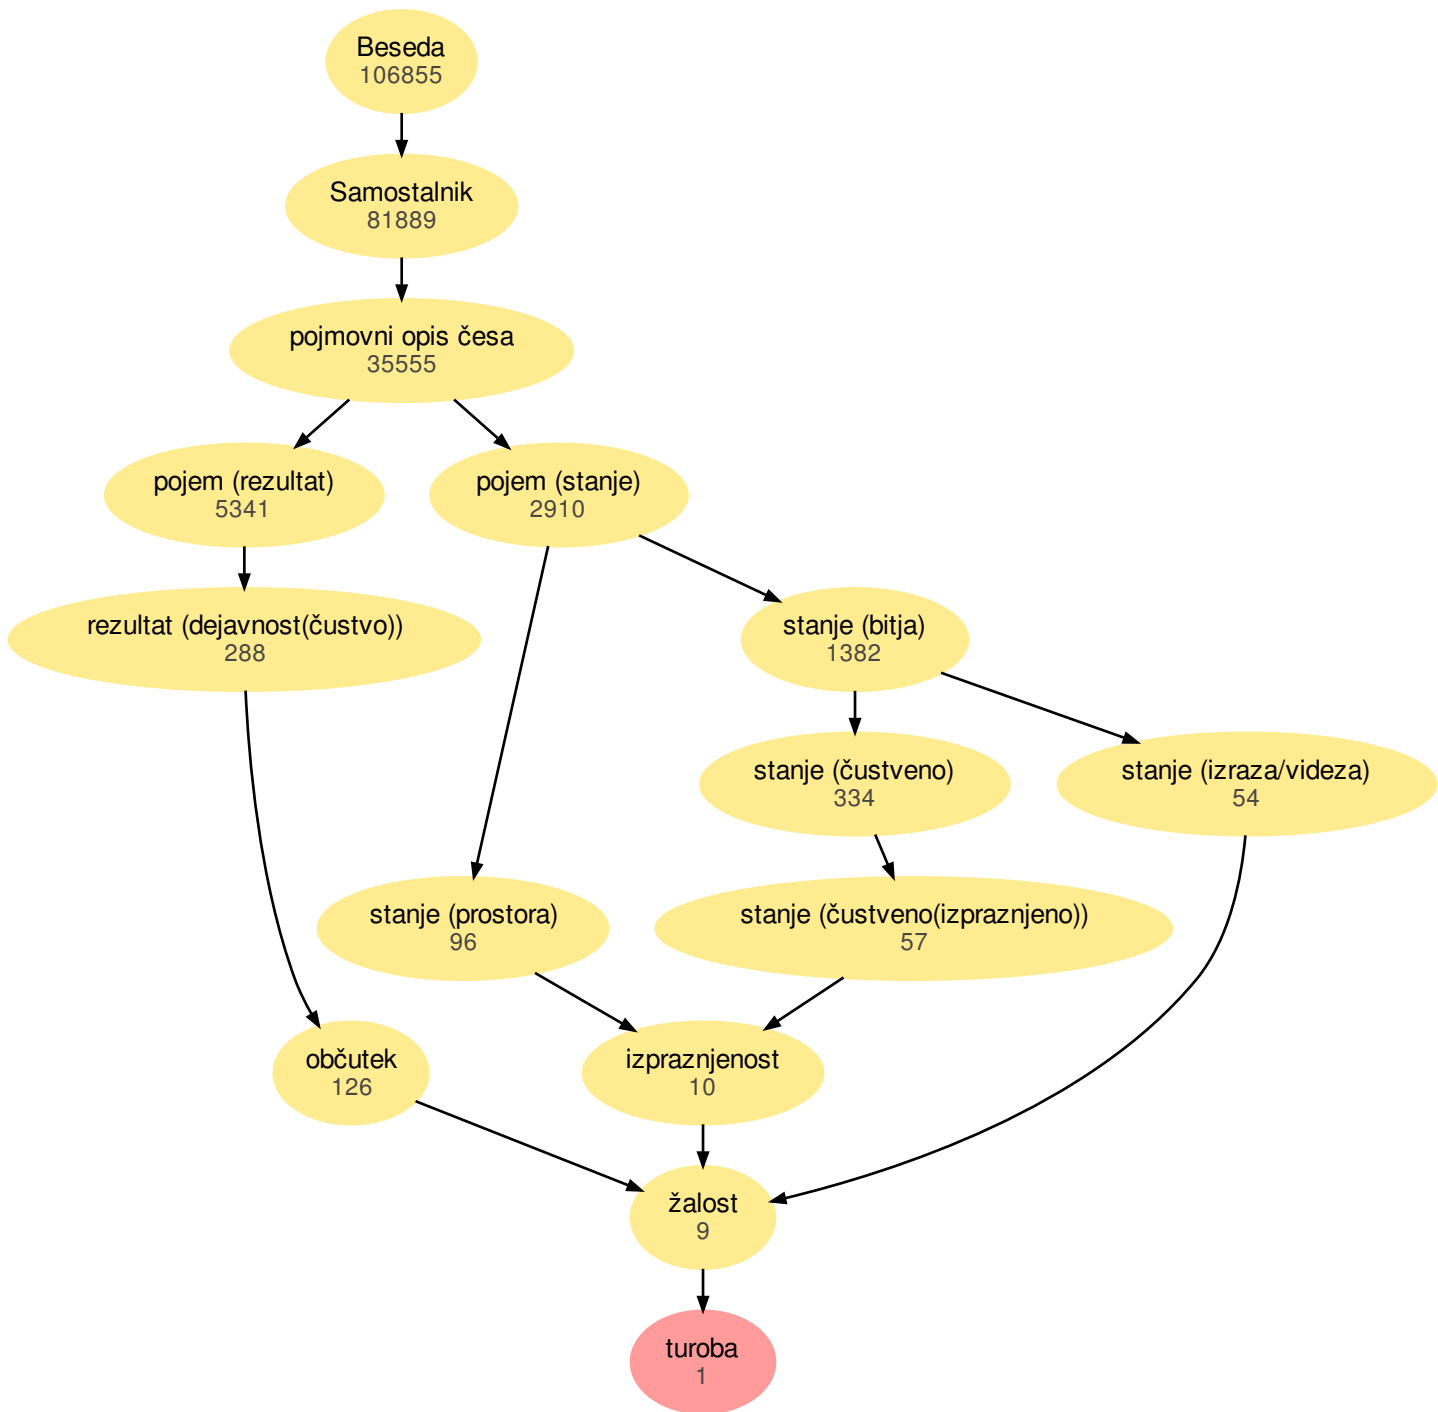 Beseda
106855
Samostalnik
81889
pojmovni opis česa
35555
pojem (rezultat)
5341
pojem (stanje)
2910
rezultat (dejavnost(čustvo))
288
stanje (bitja)
1382
stanje (čustveno)
334
stanje (izraza/videza)
54
stanje (prostora)
96
stanje (čustveno(izpraznjeno))
57
občutek
126
izpraznjenost
10
žalost
9
turoba
1